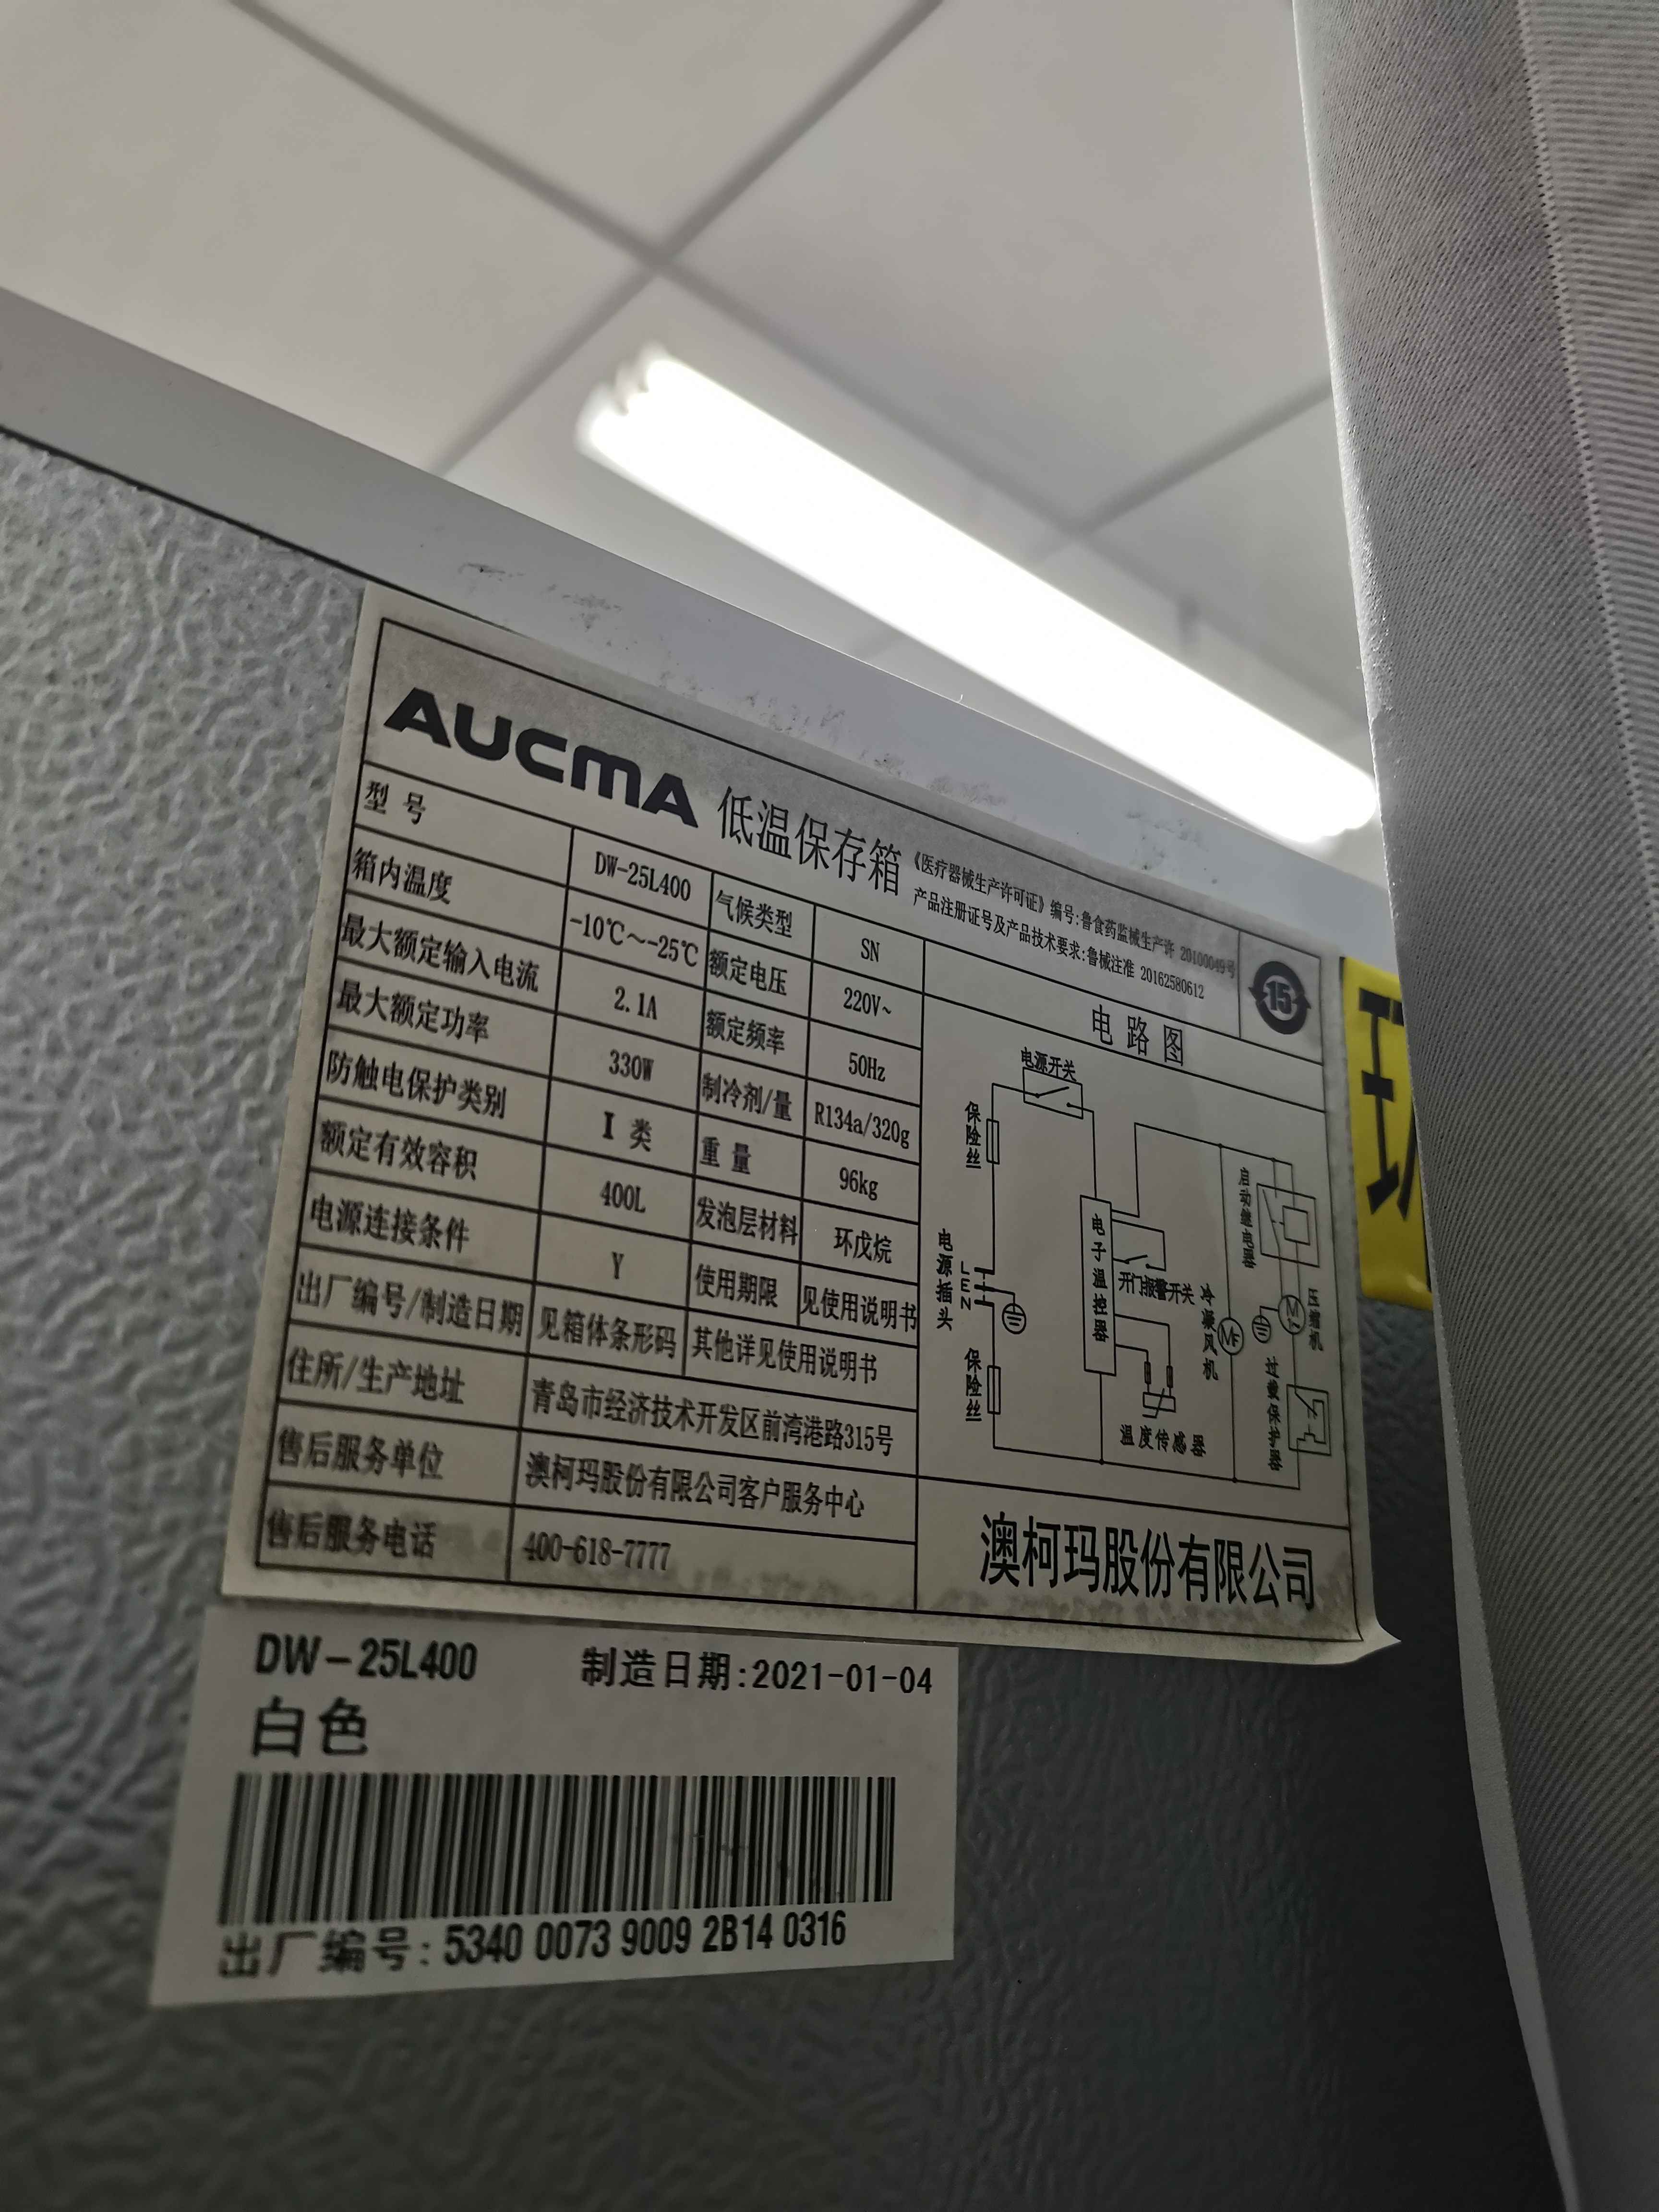 AUCMA 低温保存箱
《医疗器械生产许可证》编号:鲁食药监械生产许 20100049号
产品注册证号及产品技术要求:鲁械注准 20162580612
15
型 号 DW-25L400 气候类型 SN
箱内温度 -10℃~-25℃ 额定电压 220V~
最大额定输入电流 2.1A 额定频率 50Hz
最大额定功率 330W 制冷剂/量 R134a/320g
防触电保护类别 I 类 重 量 96kg
额定有效容积 400L 发泡层材料 环戊烷
电源连接条件 Y 使用期限 见使用说明书
出厂编号/制造日期 见箱体条形码 其他详见使用说明书
住所/生产地址 青岛市经济技术开发区前湾港路315号
售后服务单位 澳柯玛股份有限公司客户服务中心
售后服务电话 400-618-7777
电路图
电源开关
保险丝
电源插头
L
E
N
保险丝
电子温控器
开门报警开关
温度传感器
冷凝风机
MF
启动继电器
M
1~
压缩机
过载保护器
澳柯玛股份有限公司
DW-25L400 制造日期:2021-01-04
白色
出厂编号: 5340 0073 9009 2B14 0316